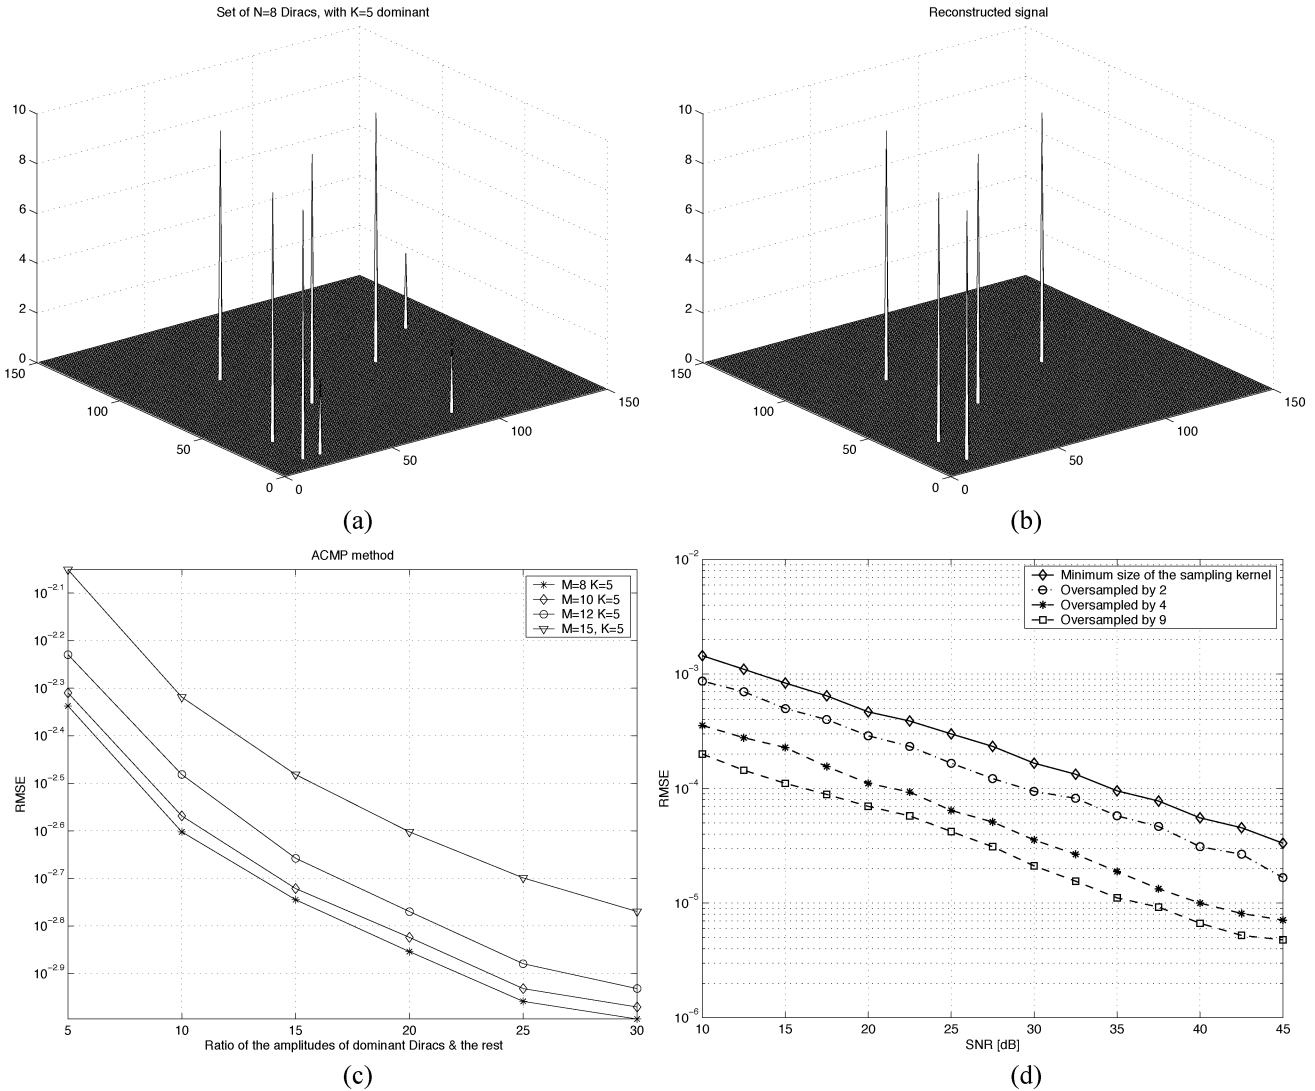 Set of N=8 Diracs, with K=5 dominant
10
8
6
4
2
0
150
100
50
0
0
50
100
150
(a)
Reconstructed signal
10
8
6
4
2
0
150
100
50
0
0
50
100
150
(b)
ACMP method
M=8 K=5
M=10 K=5
M=12 K=5
M=15, K=5
10^-2.1
10^-2.2
10^-2.3
10^-2.4
10^-2.5
10^-2.6
10^-2.7
10^-2.8
10^-2.9
RMSE
5 10 15 20 25 30
Ratio of the amplitudes of dominant Diracs & the rest
(c)
Minimum size of the sampling kernel
Oversampled by 2
Oversampled by 4
Oversampled by 9
10^-2
10^-3
10^-4
10^-5
10^-6
RMSE
10 15 20 25 30 35 40 45
SNR [dB]
(d)